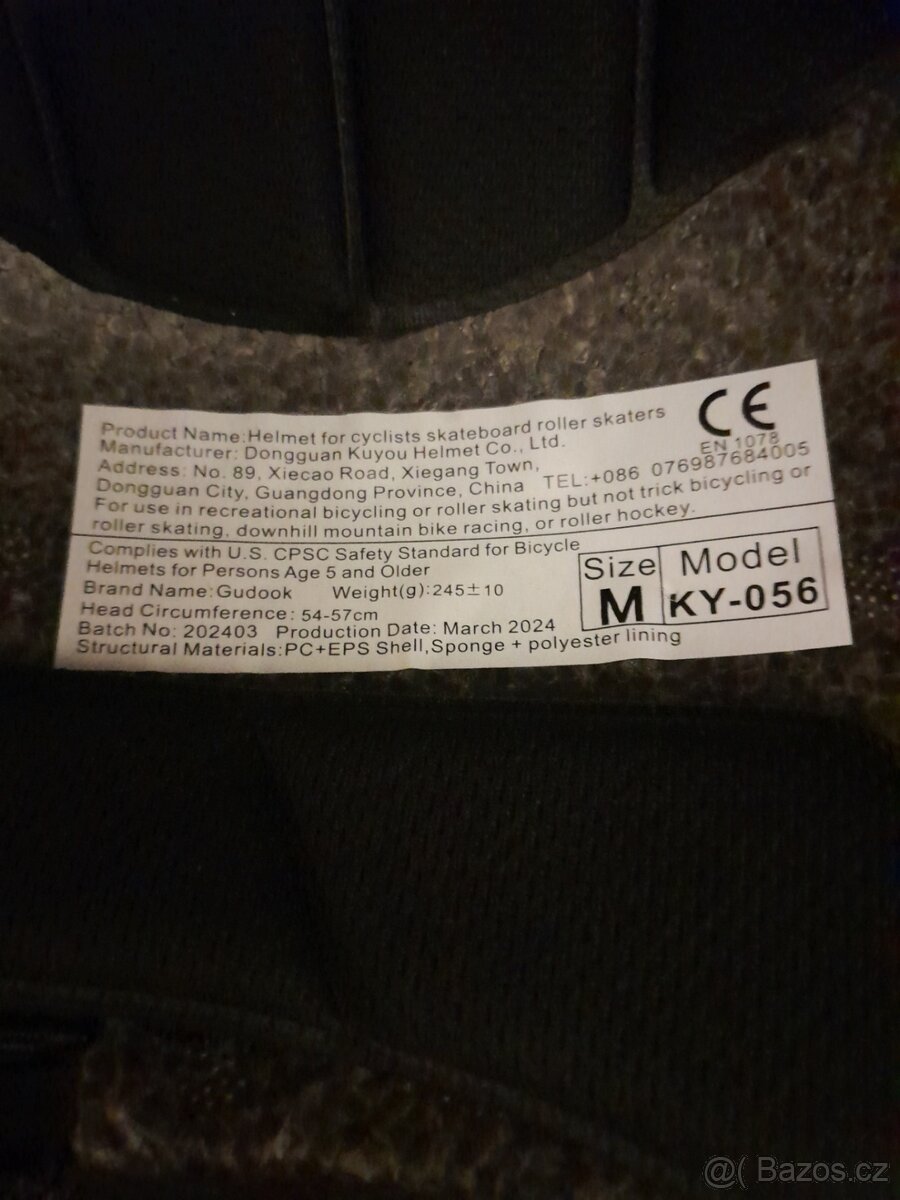 Product Name:Helmet for cyclists skateboard roller skaters
Manufacturer: Dongguan Kuyou Helmet Co., Ltd.
CE
EN 1078
Address: No. 89, Xiecao Road, Xiegang Town,
Dongguan City, Guangdong Province, China TEL:+086 076987684005
For use in recreational bicycling or roller skating but not trick bicycling or
roller skating, downhill mountain bike racing, or roller hockey.
Complies with U.S. CPSC Safety Standard for Bicycle
Helmets for Persons Age 5 and Older
Brand Name: Gudook Weight(g):245±10
Head Circumference: 54-57cm
Batch No: 202403 Production Date: March 2024
Structural Materials:PC+EPS Shell,Sponge + polyester lining
Size Model
M KY-056
@( Bazos.cz